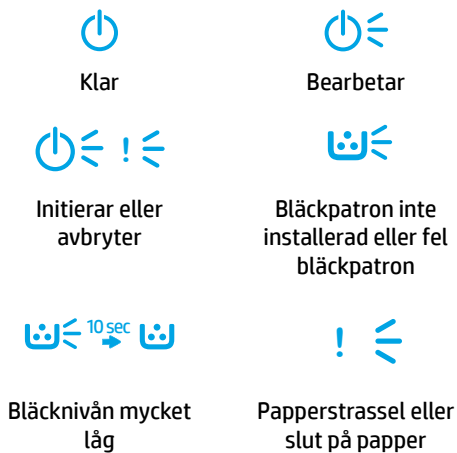 Klar
Bearbetar
!
Initierar eller
avbryter
Bläckpatron inte
installerad eller fel
bläckpatron
10 sec
!
Bläcknivån mycket
låg
Papperstrassel eller
slut på papper